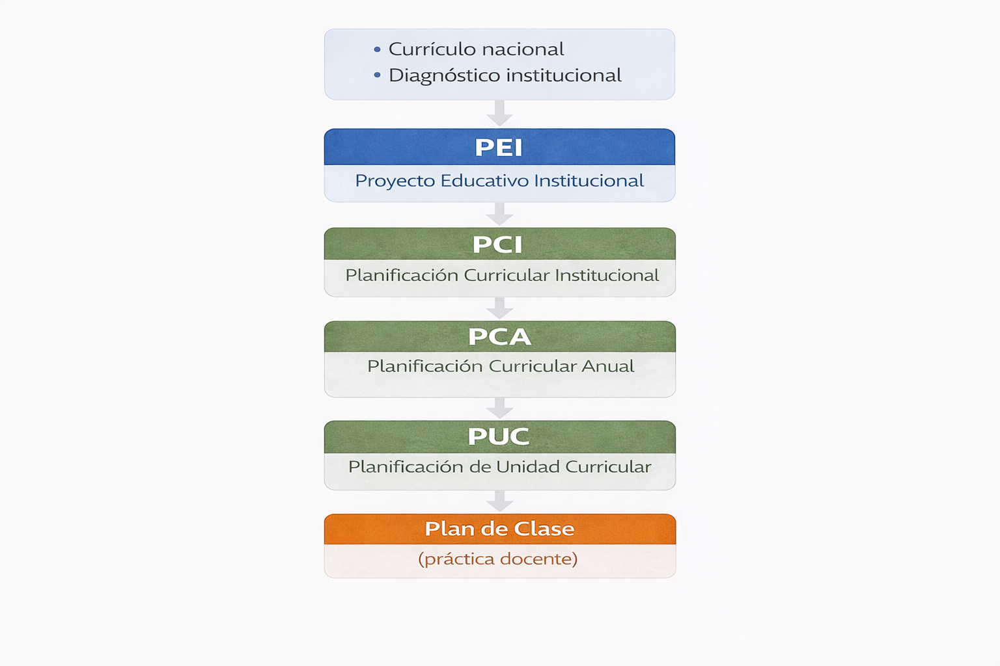 • Currículo nacional
• Diagnóstico institucional
PEI
Proyecto Educativo Institucional
PCI
Planificación Curricular Institucional
PCA
Planificación Curricular Anual
PUC
Planificación de Unidad Curricular
Plan de Clase
(práctica docente)